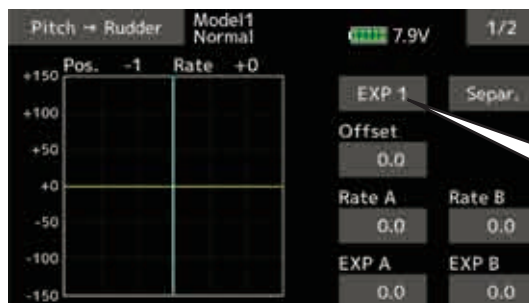 Pitch → Rudder
Model1
Normal
7.9V
1/2
Pos. -1 Rate +0
+150
+100
+50
+0
-50
-100
-150
EXP 1
Separ.
Offset
0.0
Rate A
Rate B
0.0
0.0
EXP A
EXP B
0.0
0.0